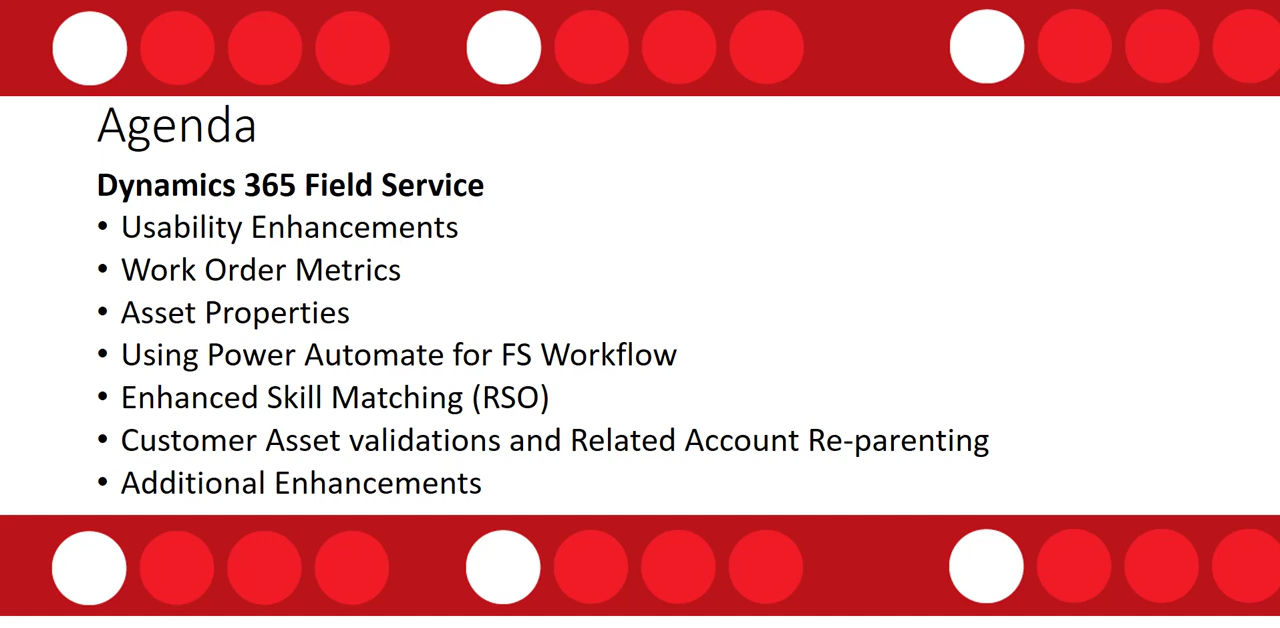 Agenda
Dynamics 365 Field Service
• Usability Enhancements
• Work Order Metrics
• Asset Properties
• Using Power Automate for FS Workflow
• Enhanced Skill Matching (RSO)
• Customer Asset validations and Related Account Re-parenting
• Additional Enhancements